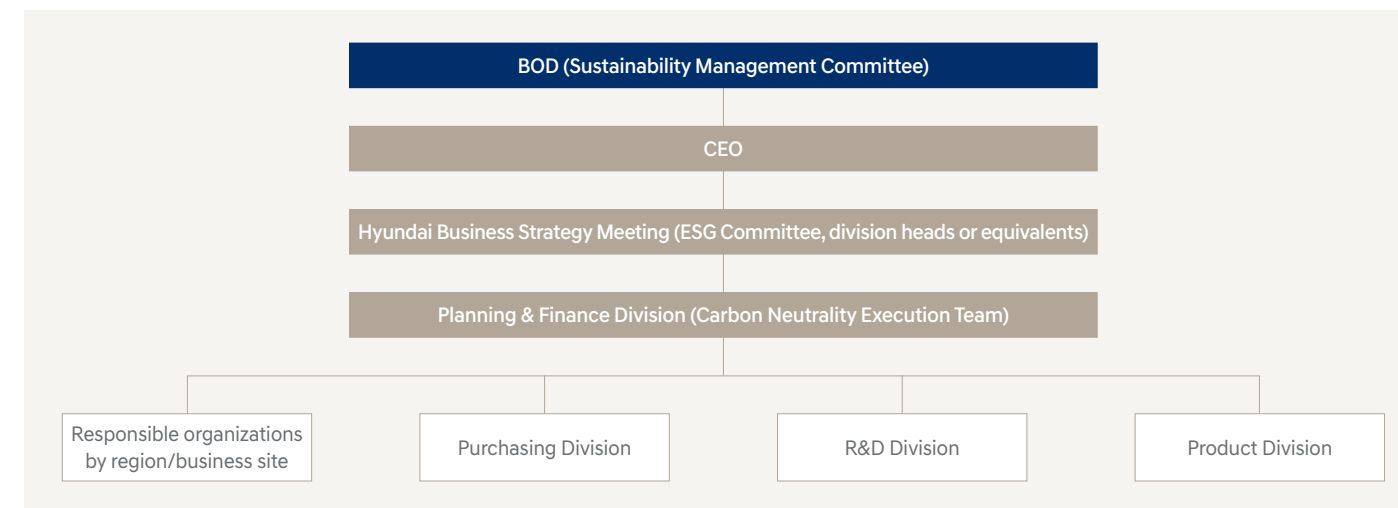 BOD (Sustainability Management Committee)
CEO
Hyundai Business Strategy Meeting (ESG Committee, division heads or equivalents)
Planning & Finance Division (Carbon Neutrality Execution Team)
Responsible organizations
by region/business site
Purchasing Division
R&D Division
Product Division